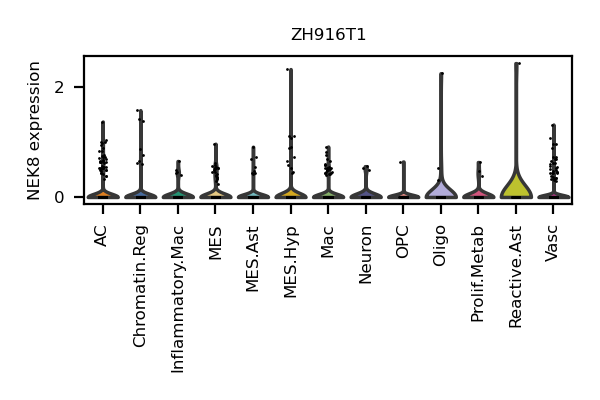 ZH916T1
NEK8 expression
2
0
AC
Chromatin.Reg
Inflammatory.Mac
MES
MES.Ast
MES.Hyp
Mac
Neuron
OPC
Oligo
Prolif.Metab
Reactive.Ast
Vasc